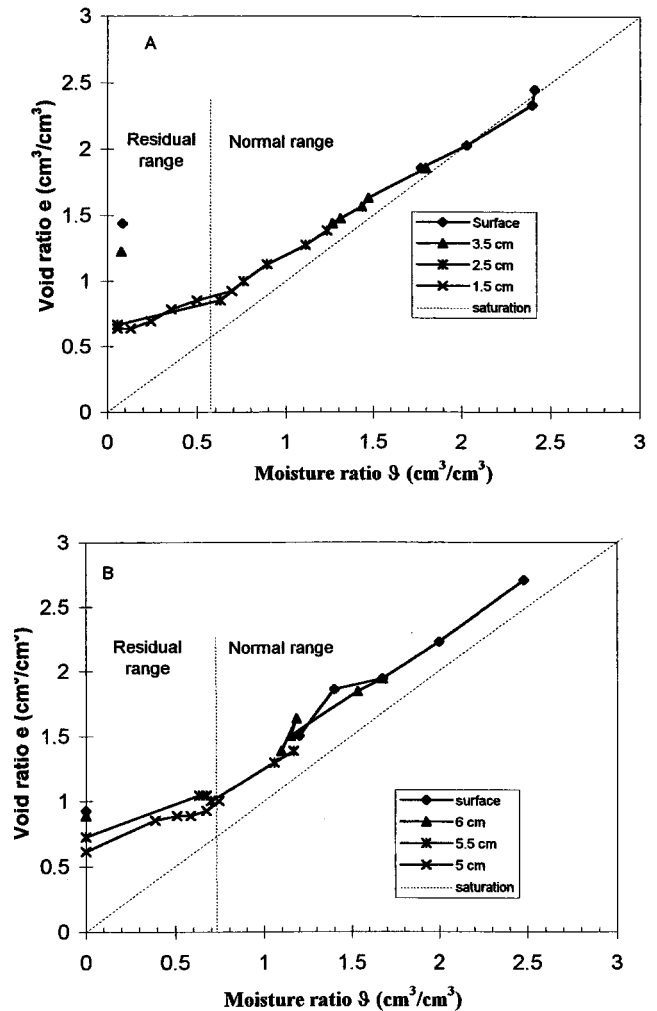 A
3
2.5
2
1.5
1
0.5
0
Void ratio e (cm³/cm³)
Residual
range
Normal range
Surface
3.5 cm
2.5 cm
1.5 cm
saturation
0 0.5 1 1.5 2 2.5 3
Moisture ratio ϑ (cm³/cm³)
B
3
2.5
2
1.5
1
0.5
0
Void ratio e (cm³/cm³)
Residual
range
Normal range
surface
6 cm
5.5 cm
5 cm
saturation
0 0.5 1 1.5 2 2.5 3
Moisture ratio ϑ (cm³/cm³)